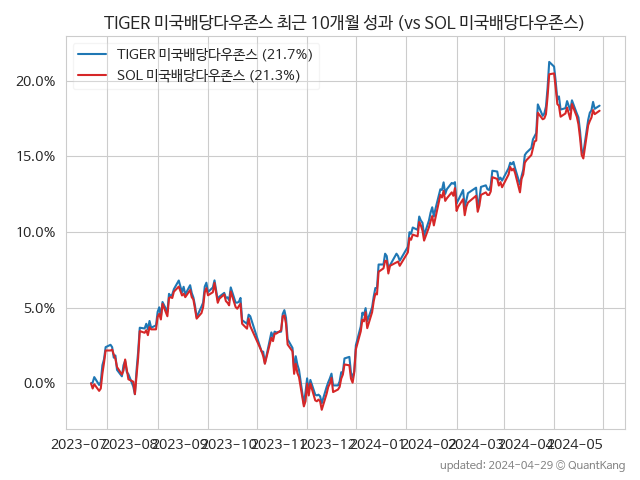 TIGER 미국배당다우존스 최근 10개월 성과 (vs SOL 미국배당다우존스)
TIGER 미국배당다우존스 (21.7%)
SOL 미국배당다우존스 (21.3%)
20.0%
15.0%
10.0%
5.0%
0.0%
2023-07 2023-08 2023-09 2023-10 2023-11 2023-12 2024-01 2024-02 2024-03 2024-04 2024-05
updated: 2024-04-29 © QuantKang